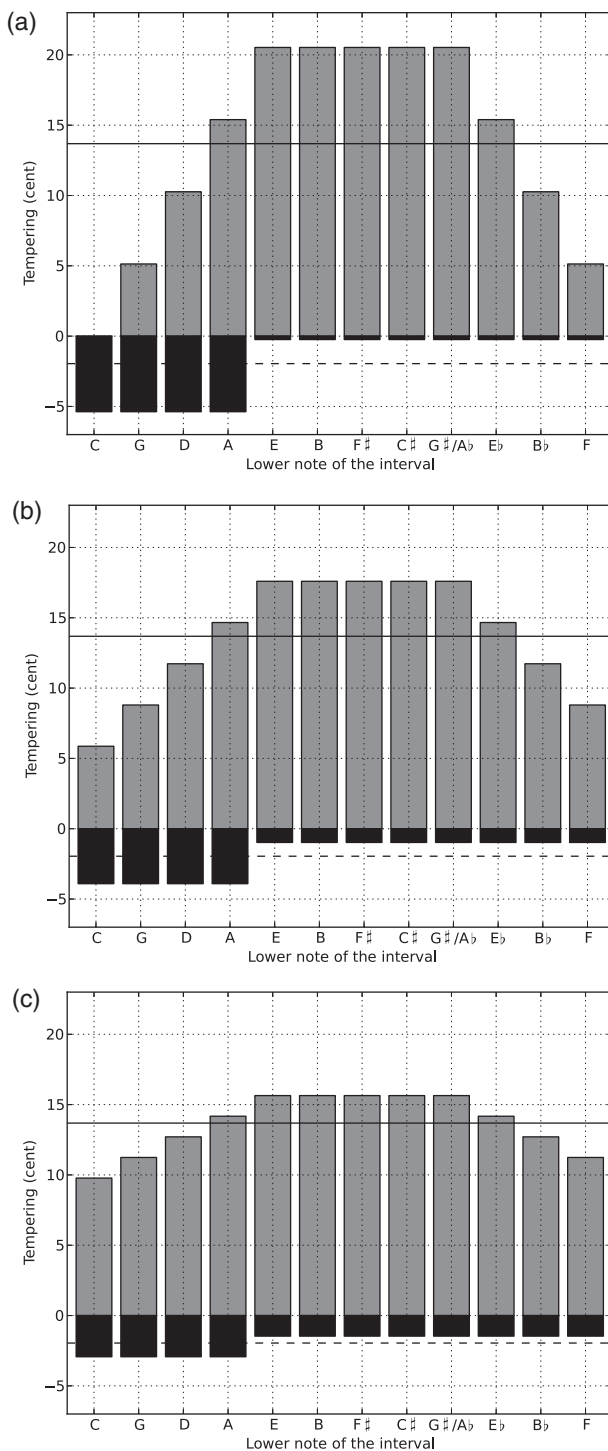 (a)
20
15
10
5
0
−5
Tempering (cent)
C G D A E B F♯ C♯ G♯/A♭ E♭ B♭ F
Lower note of the interval
(b)
20
15
10
5
0
−5
Tempering (cent)
C G D A E B F♯ C♯ G♯/A♭ E♭ B♭ F
Lower note of the interval
(c)
20
15
10
5
0
−5
Tempering (cent)
C G D A E B F♯ C♯ G♯/A♭ E♭ B♭ F
Lower note of the interval